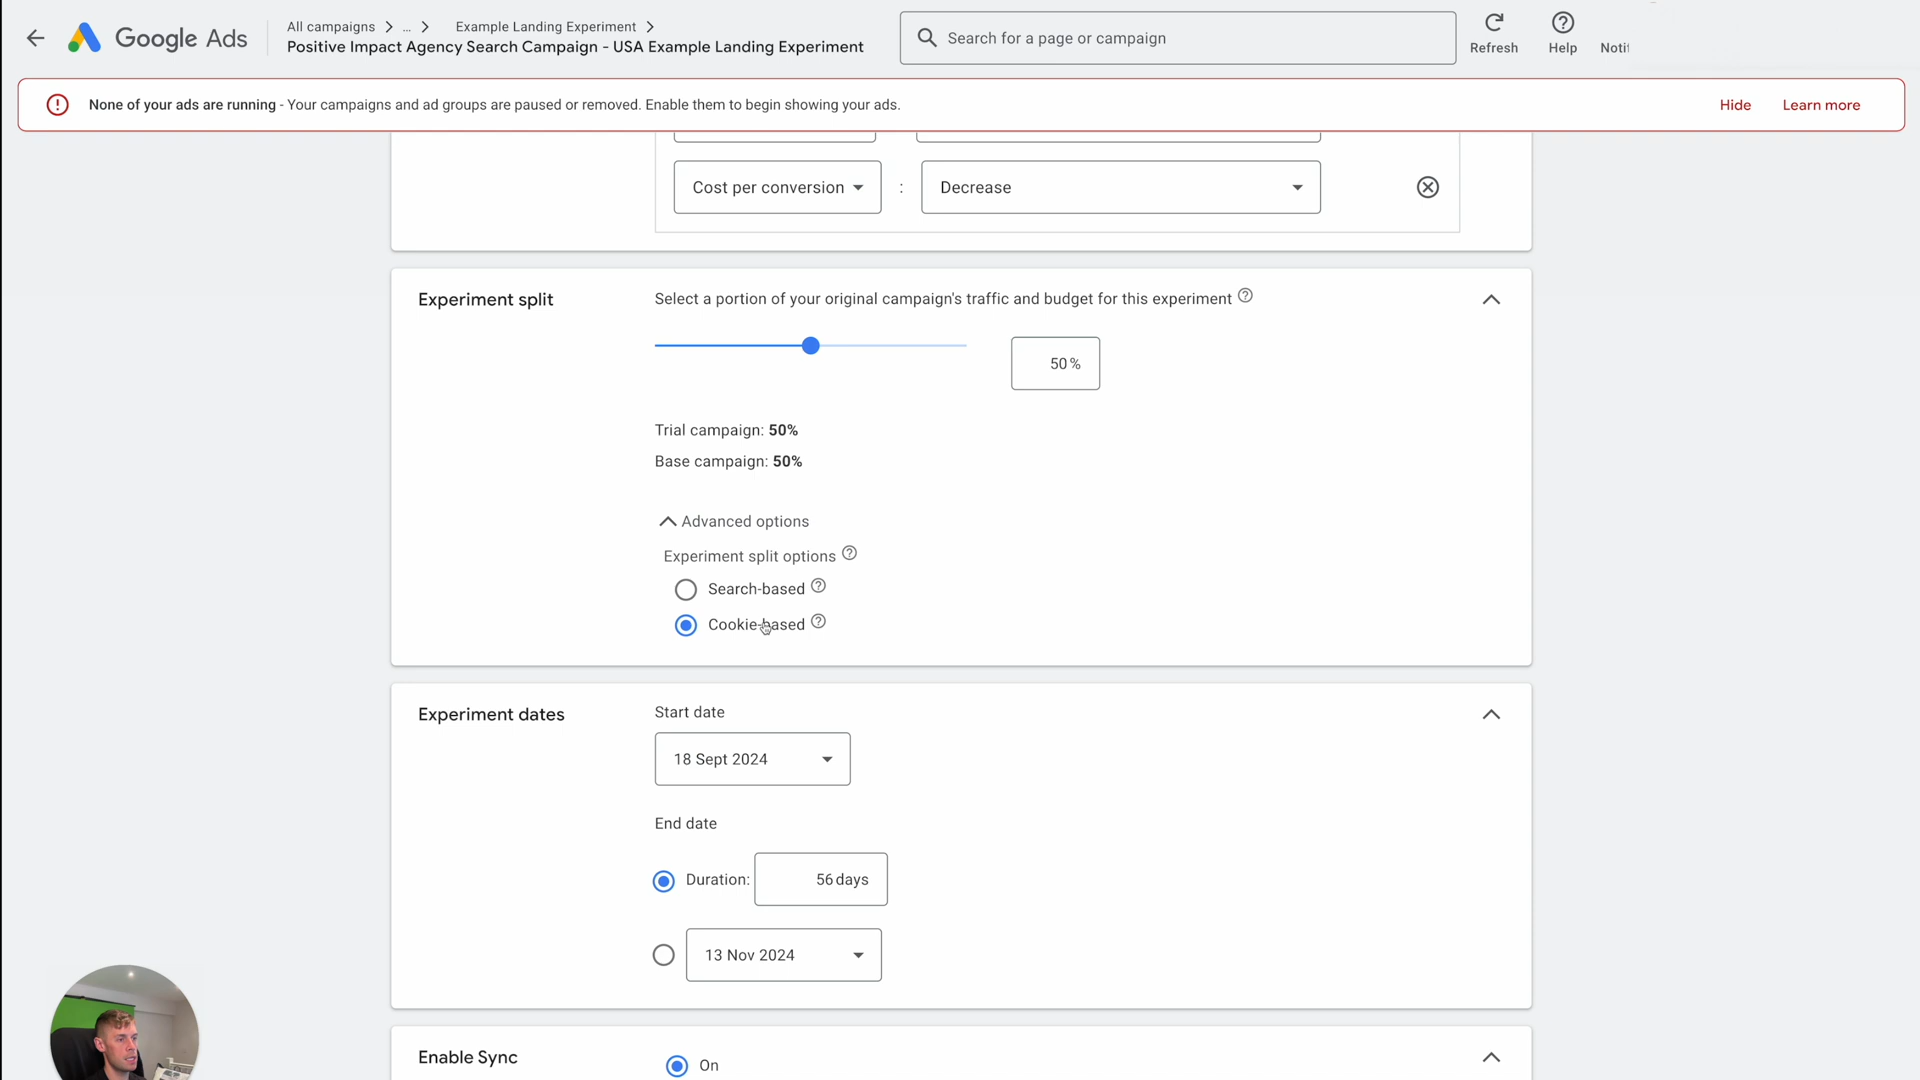 Google Ads
All campaigns > ... > Example Landing Experiment >
Positive Impact Agency Search Campaign - USA Example Landing Experiment
Search for a page or campaign
Refresh
Help
Noti
None of your ads are running - Your campaigns and ad groups are paused or removed. Enable them to begin showing your ads.
Hide
Learn more
Cost per conversion : Decrease
Experiment split
Select a portion of your original campaign's traffic and budget for this experiment
50%
Trial campaign: 50%
Base campaign: 50%
Advanced options
Experiment split options
Search-based
Cookie-based
Experiment dates
Start date
18 Sept 2024
End date
Duration: 56 days
13 Nov 2024
Enable Sync
On